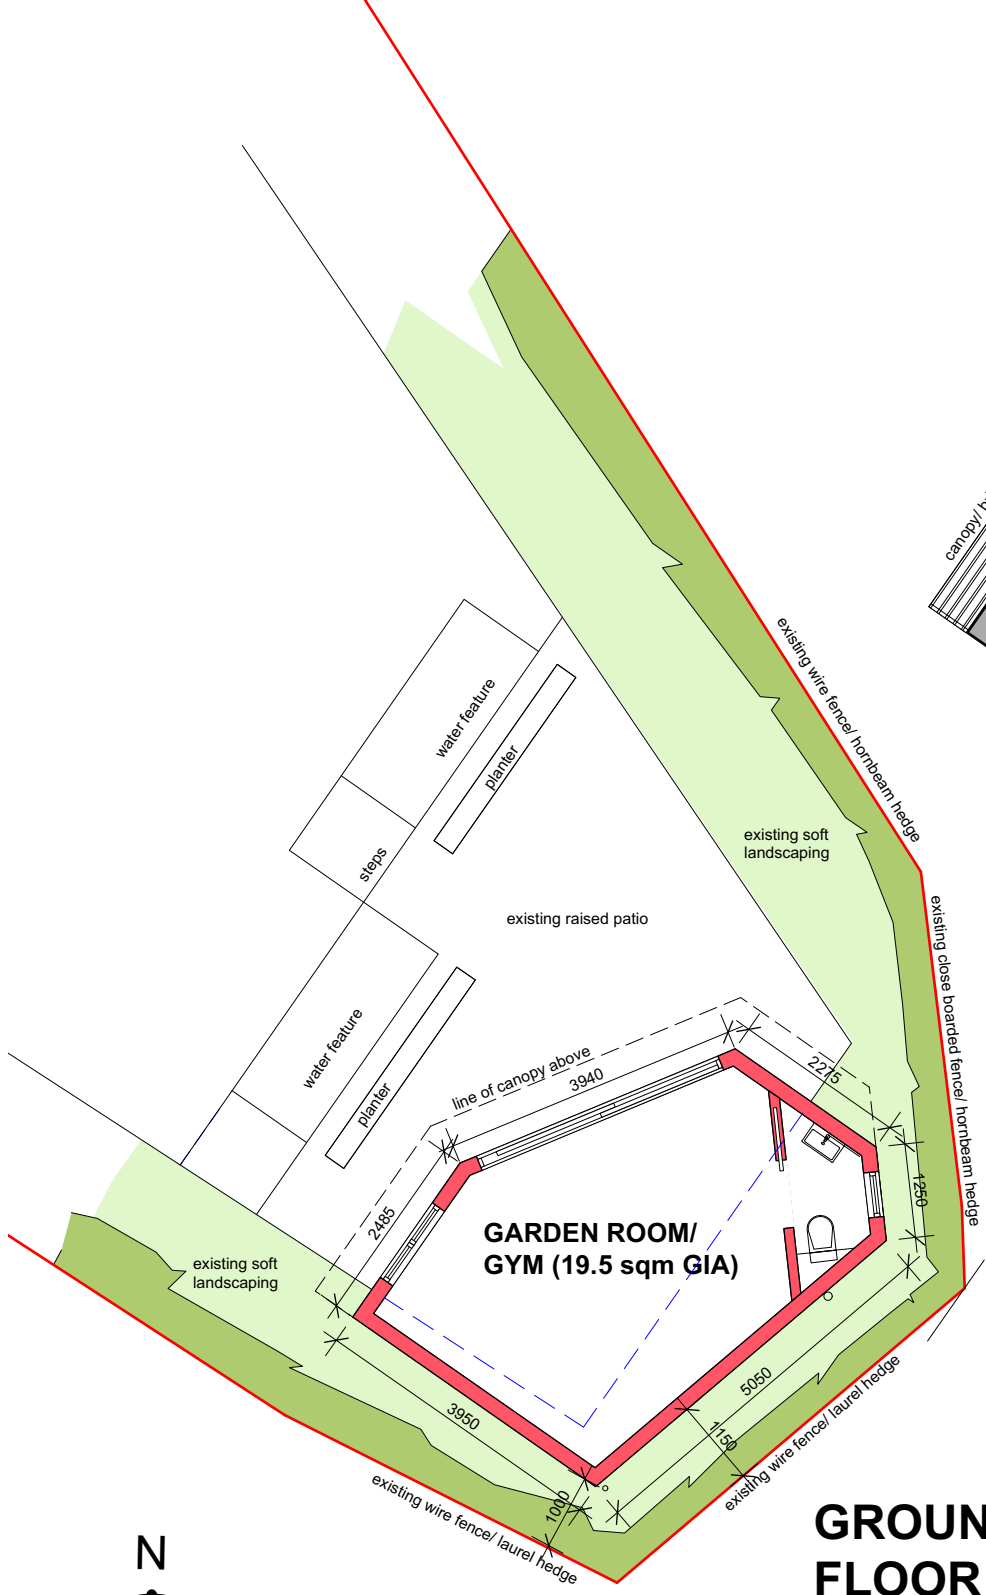 canopy/
existing wire fence/ hornbeam hedge
water feature
planter
existing soft
landscaping
steps
existing raised patio
existing close boarded fence/ hornbeam hedge
water feature
planter
line of canopy above
3940
2275
2485
1250
GARDEN ROOM/
GYM (19.5 sqm GIA)
existing soft
landscaping
3950
5050
1150
1000
existing wire fence/ laurel hedge
existing wire fence/ laurel hedge
N
GROUN
FLOOR